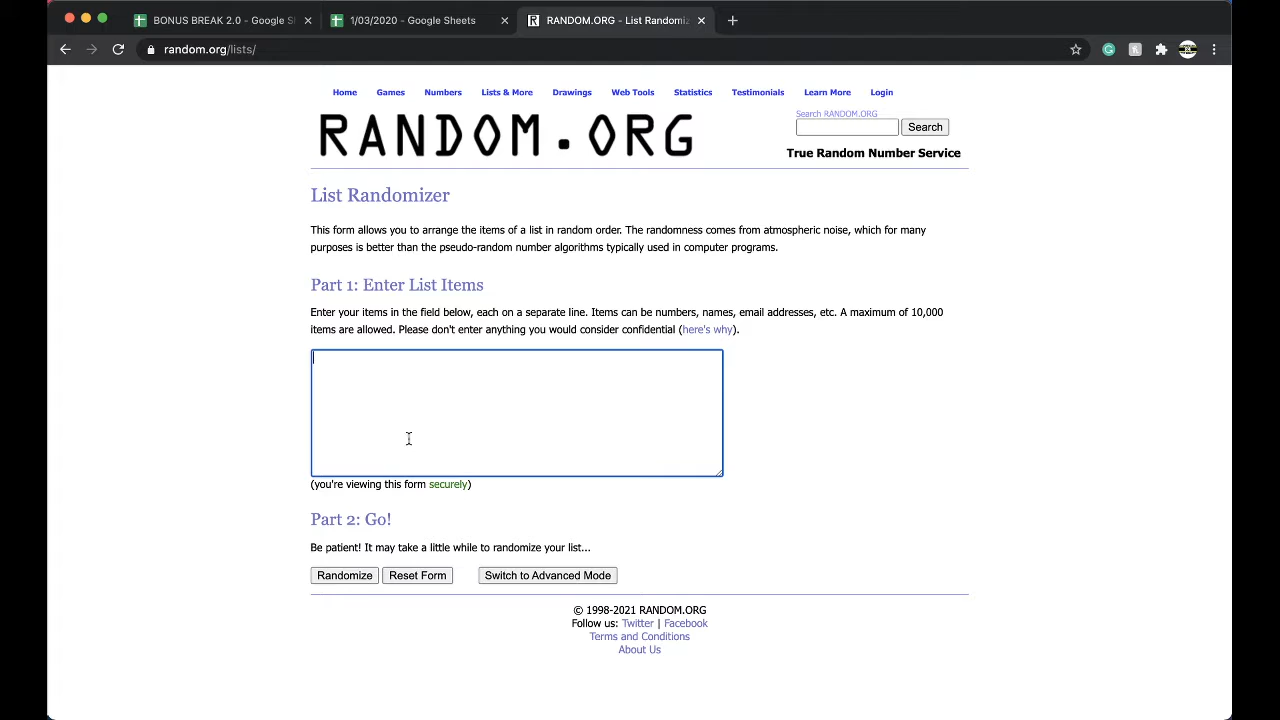 BONUS BREAK 2.0 - Google Sh
1/03/2020 - Google Sheets
RANDOM.ORG - List Randomiz
random.org/lists/
Home Games Numbers Lists & More Drawings Web Tools Statistics Testimonials Learn More Login
RANDOM.ORG
Search RANDOM.ORG
Search
True Random Number Service
List Randomizer
This form allows you to arrange the items of a list in random order. The randomness comes from atmospheric noise, which for many
purposes is better than the pseudo-random number algorithms typically used in computer programs.
Part 1: Enter List Items
Enter your items in the field below, each on a separate line. Items can be numbers, names, email addresses, etc. A maximum of 10,000
items are allowed. Please don't enter anything you would consider confidential (here's why).
(you're viewing this form securely)
Part 2: Go!
Be patient! It may take a little while to randomize your list...
Randomize Reset Form Switch to Advanced Mode
© 1998-2021 RANDOM.ORG
Follow us: Twitter | Facebook
Terms and Conditions
About Us